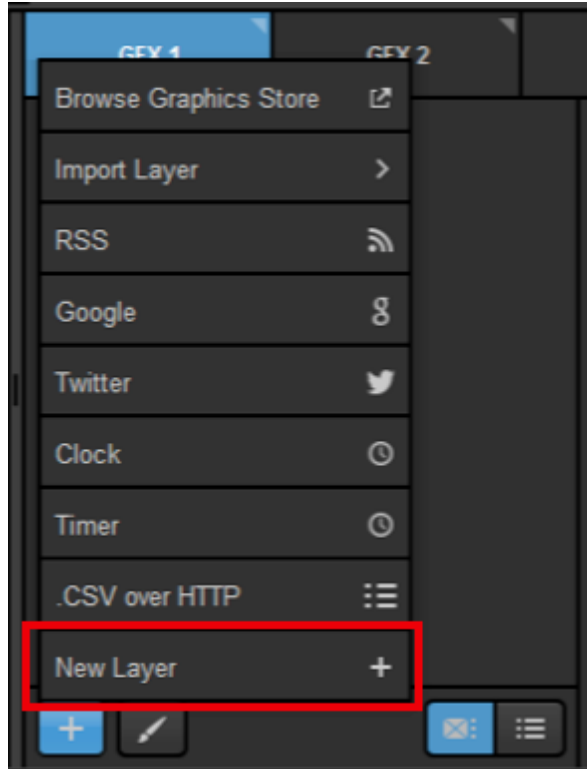 GFX 1
GFX 2
Browse Graphics Store
Import Layer
RSS
Google
Twitter
Clock
Timer
.CSV over HTTP
New Layer